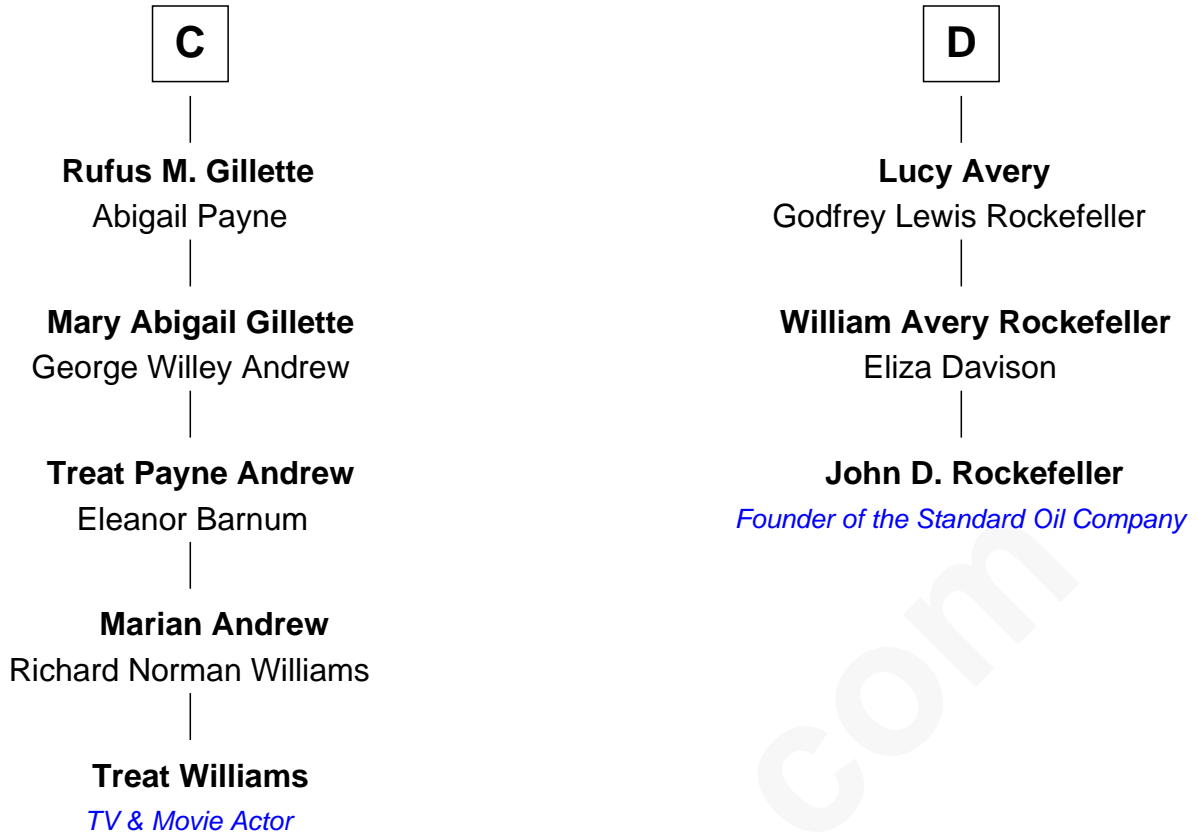 C
Rufus M. Gillette
Abigail Payne
Mary Abigail Gillette
George Willey Andrew
Treat Payne Andrew
Eleanor Barnum
Marian Andrew
Richard Norman Williams
Treat Williams
TV & Movie Actor
D
Lucy Avery
Godfrey Lewis Rockefeller
William Avery Rockefeller
Eliza Davison
John D. Rockefeller
Founder of the Standard Oil Company
com